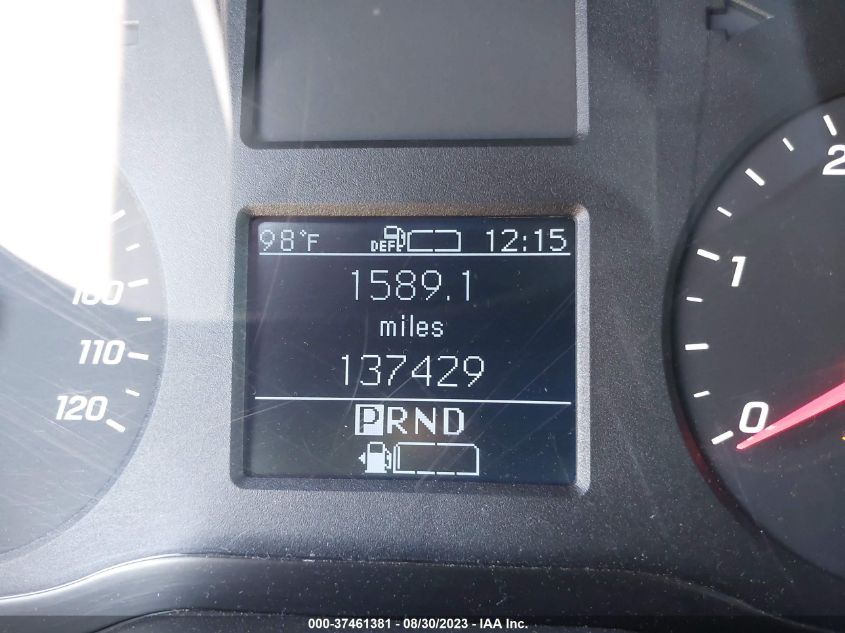 98°F DEF 12:15
1589.1
miles
137429
PRND
100
110
120
2
1
0
000-37461381 - 08/30/2023 - IAA Inc.